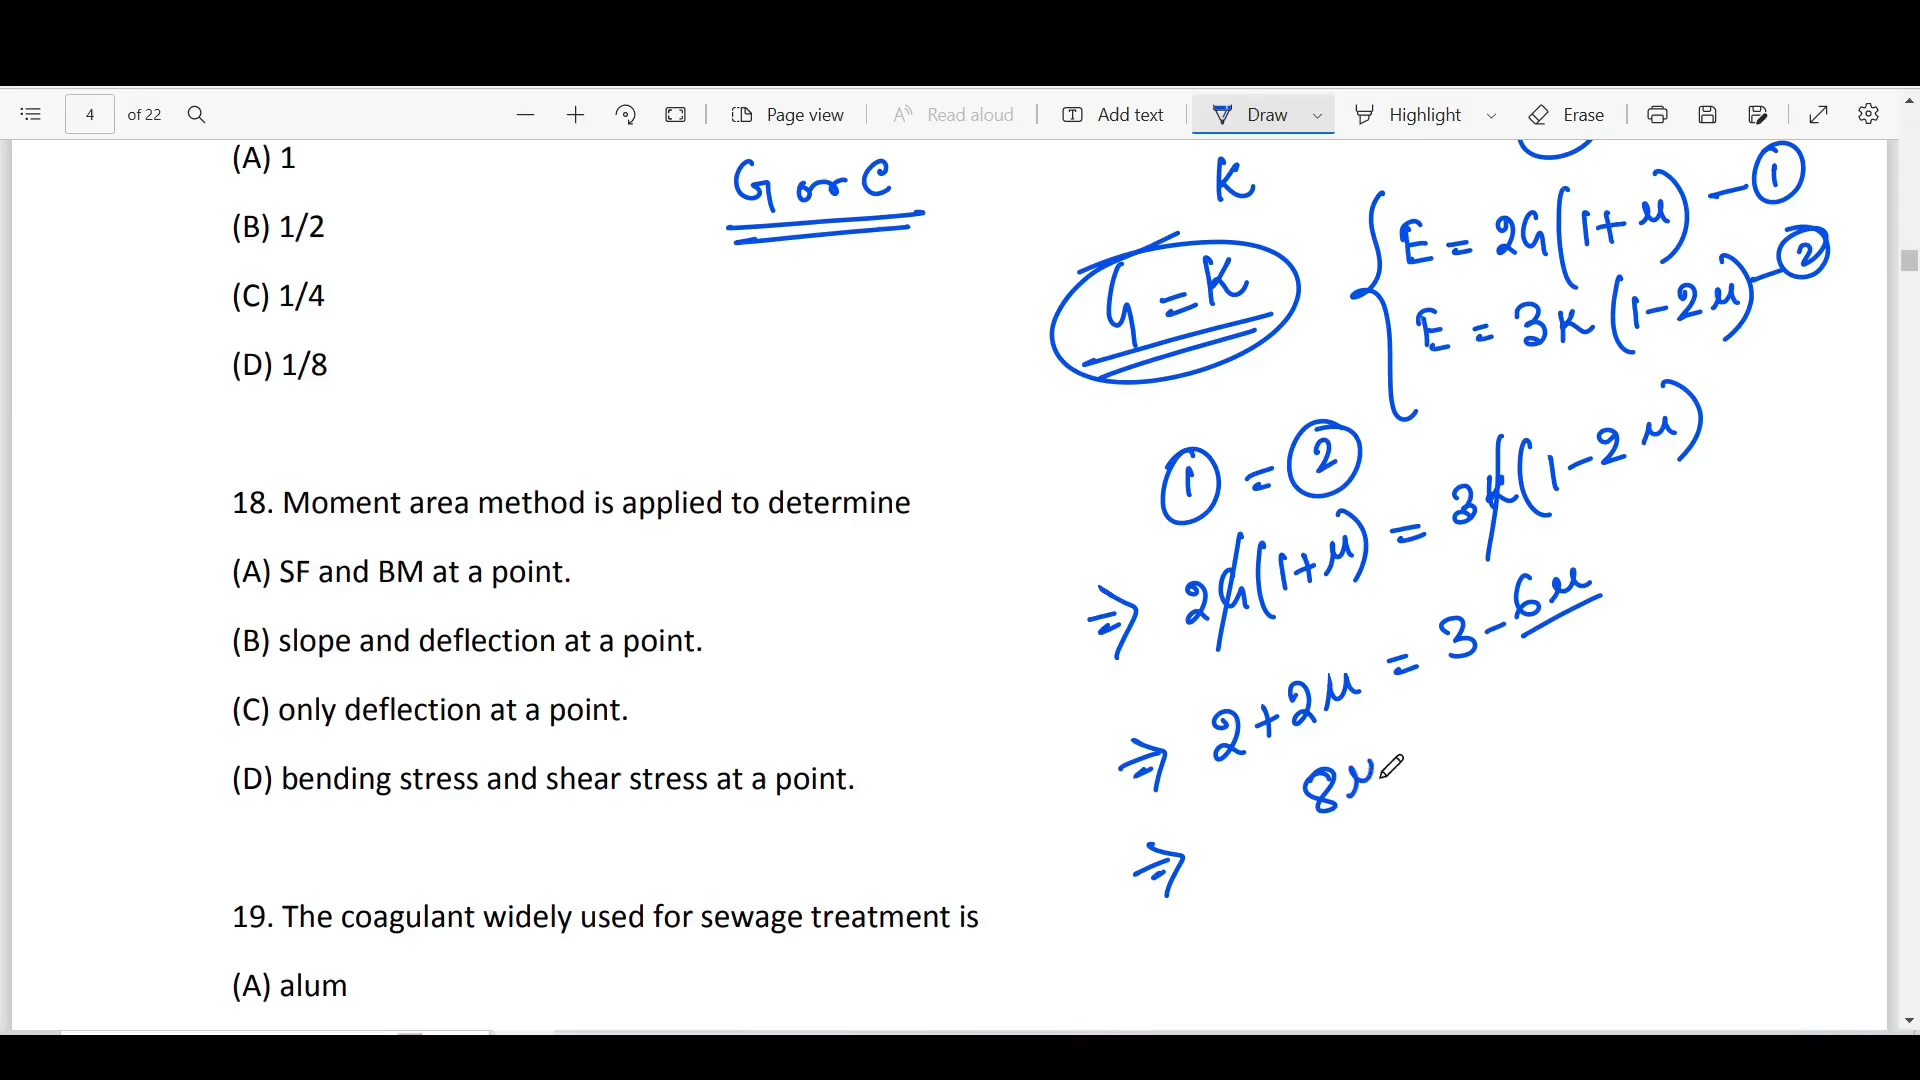 4 of 22 Page view Read aloud Add text Draw Highlight Erase
(A) 1
(B) 1/2
(C) 1/4
(D) 1/8
G or C
K
G = K
E = 2G(1+μ) — 1
E = 3K(1-2μ) — 2
1 = 2
⇒ 2G(1+μ) = 3K(1-2μ)
⇒ 2+2μ = 3-6μ
8μ
⇒
18. Moment area method is applied to determine
(A) SF and BM at a point.
(B) slope and deflection at a point.
(C) only deflection at a point.
(D) bending stress and shear stress at a point.
19. The coagulant widely used for sewage treatment is
(A) alum